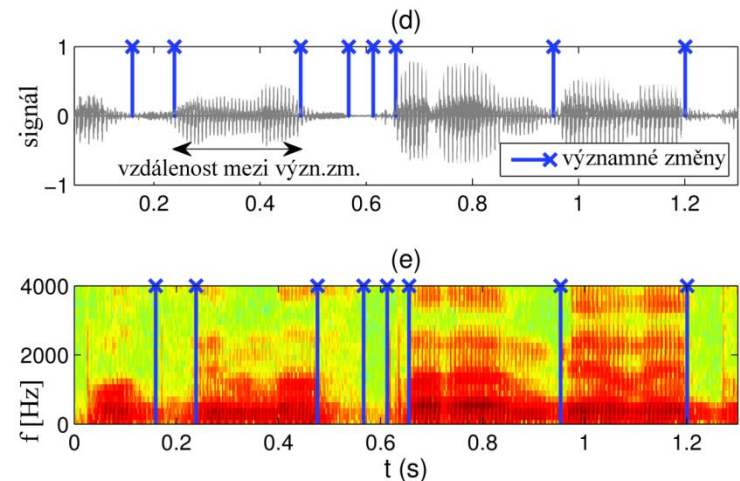 (d)
signál
1
0
−1
vzdálenost mezi význ.zm.
významné změny
0.2 0.4 0.6 0.8 1 1.2
(e)
f [Hz]
4000
2000
0
0 0.2 0.4 0.6 0.8 1 1.2
t (s)